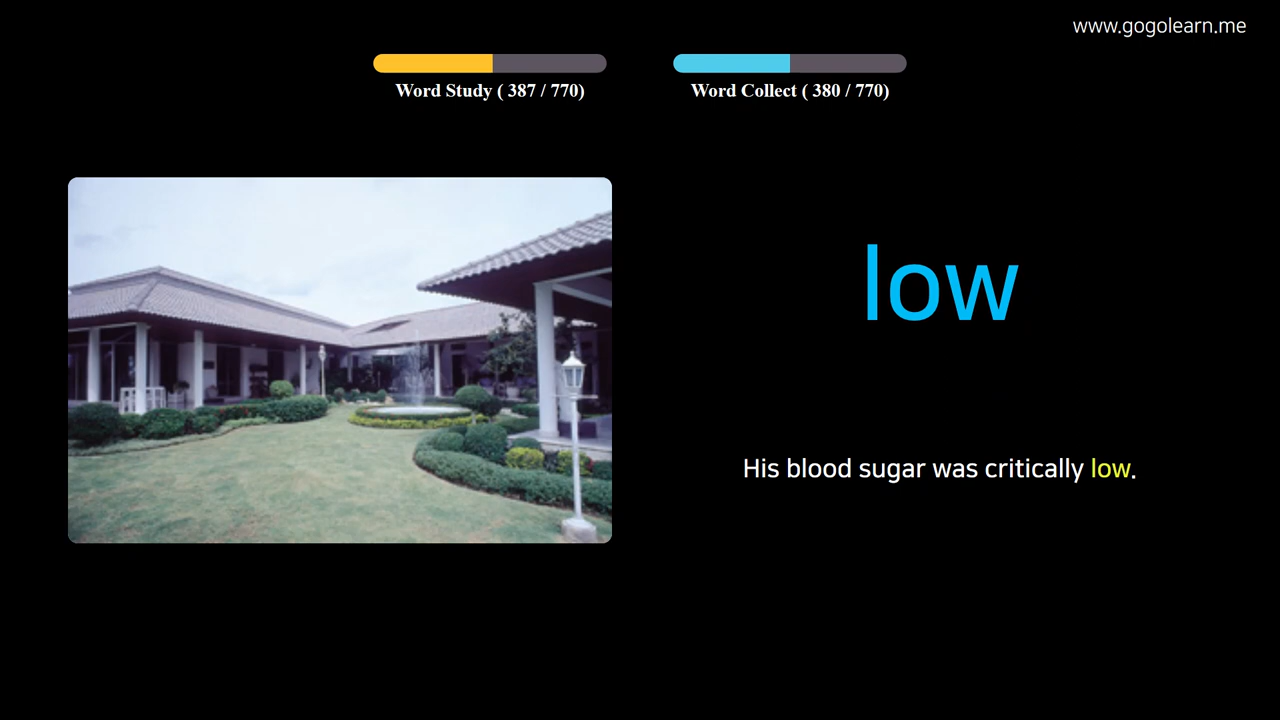 www.gogolearn.me
Word Study ( 387 / 770)
Word Collect ( 380 / 770)
low
His blood sugar was critically low.